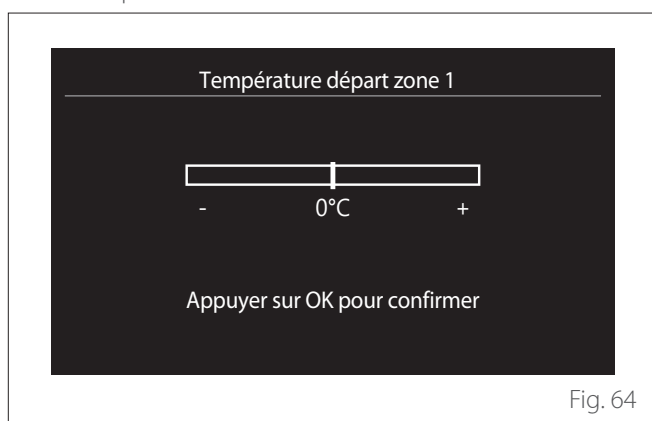 Température départ zone 1
- 0°C +
Appuyer sur OK pour confirmer
Fig. 64